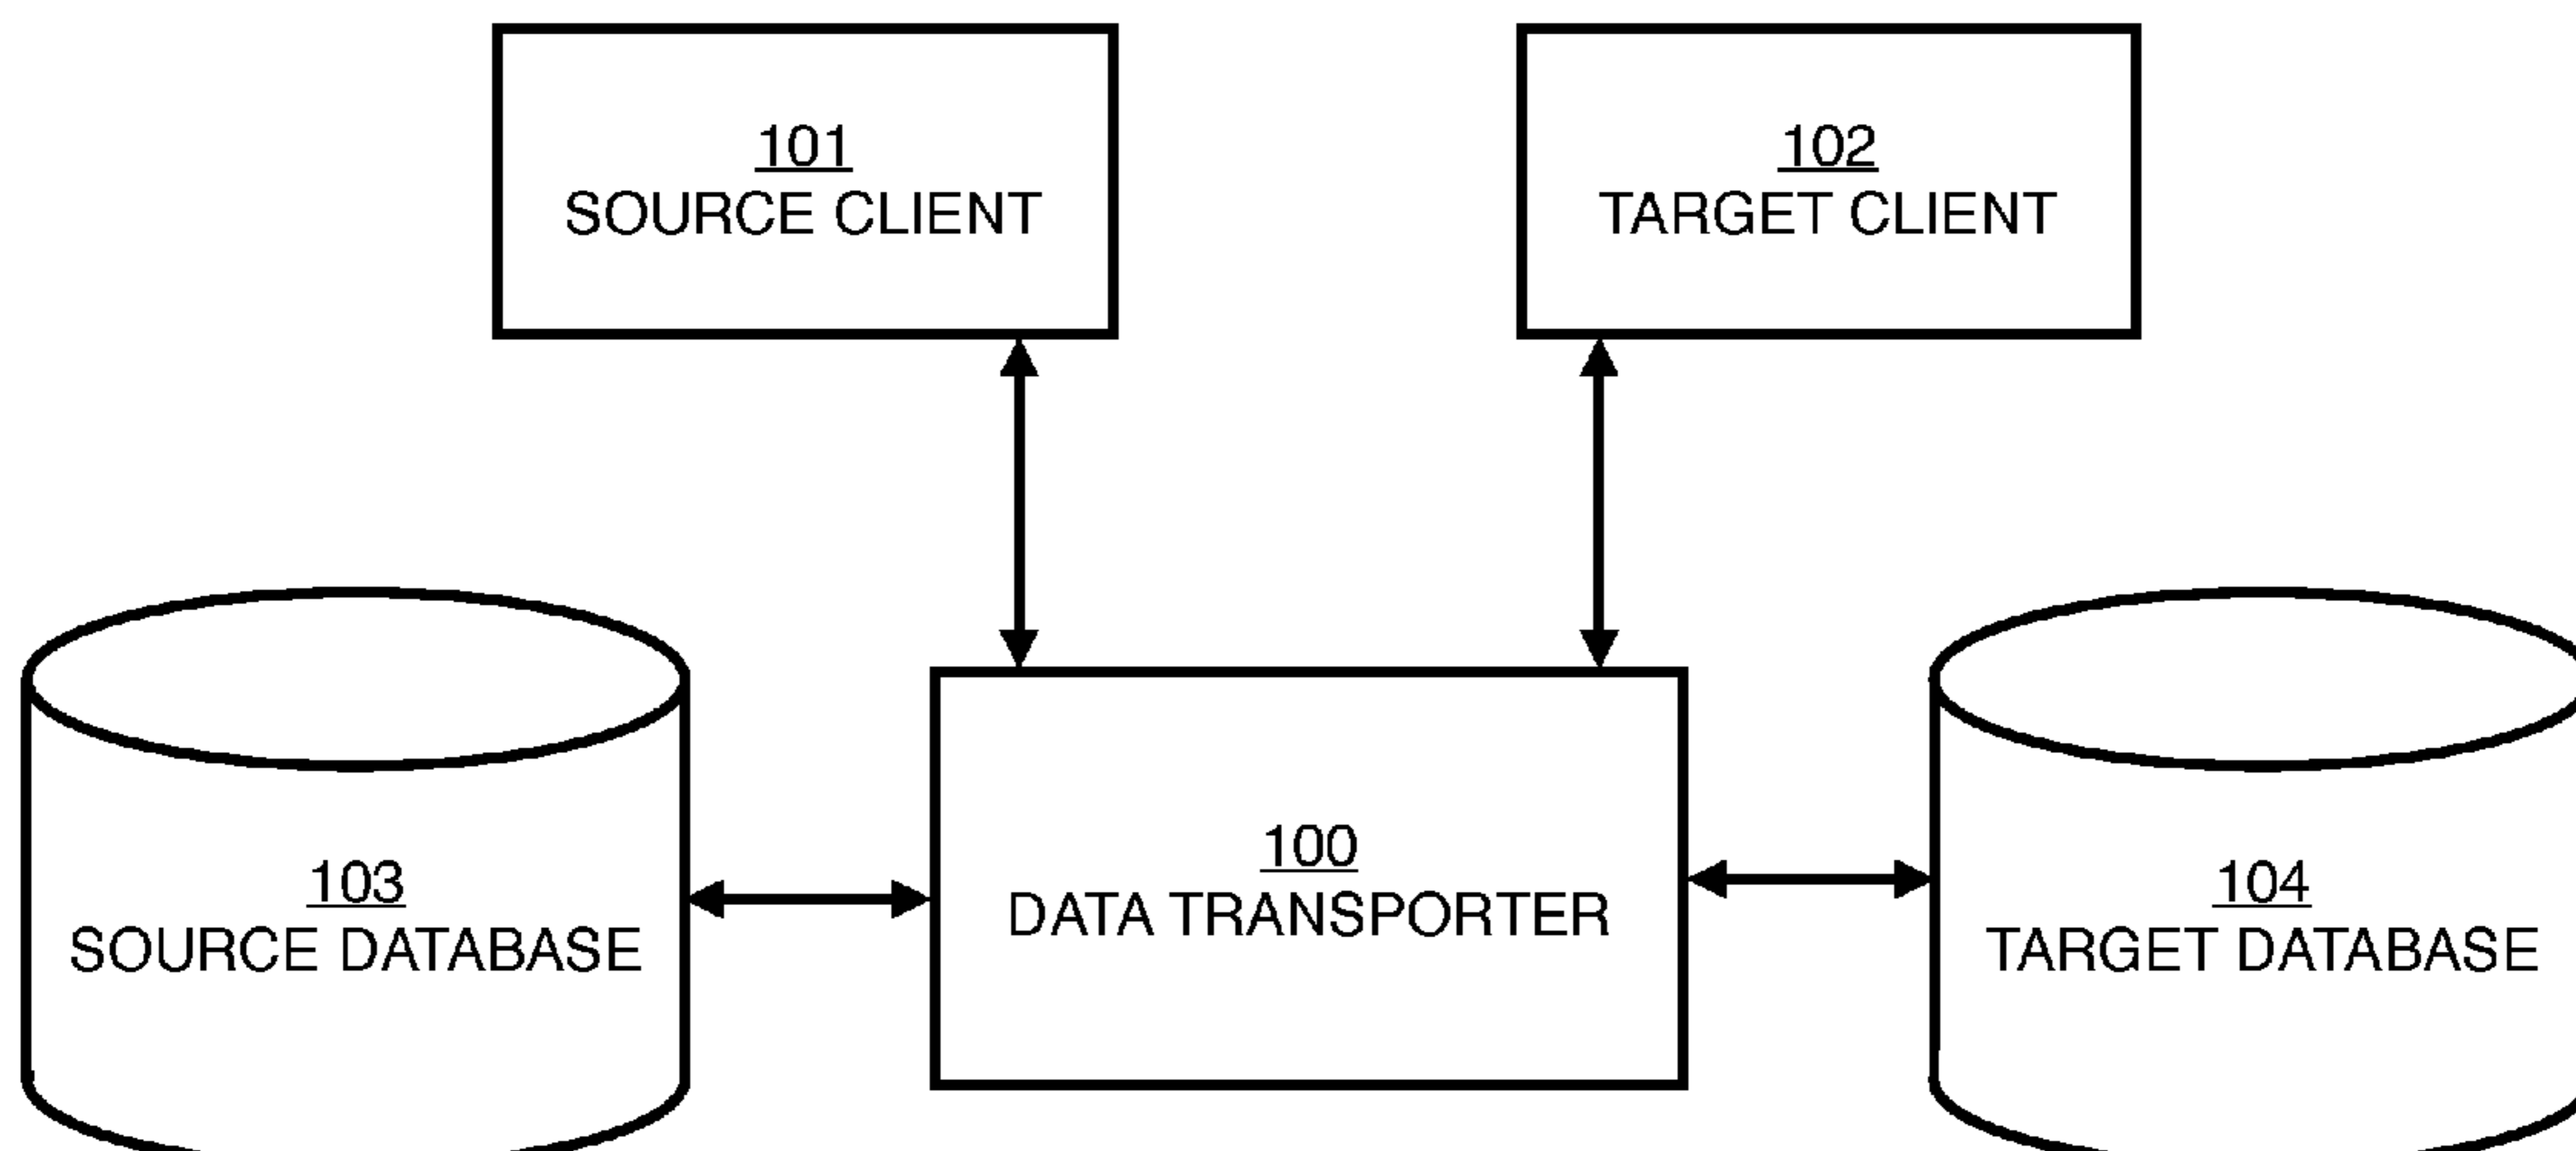 101
SOURCE CLIENT
102
TARGET CLIENT
103
SOURCE DATABASE
100
DATA TRANSPORTER
104
TARGET DATABASE